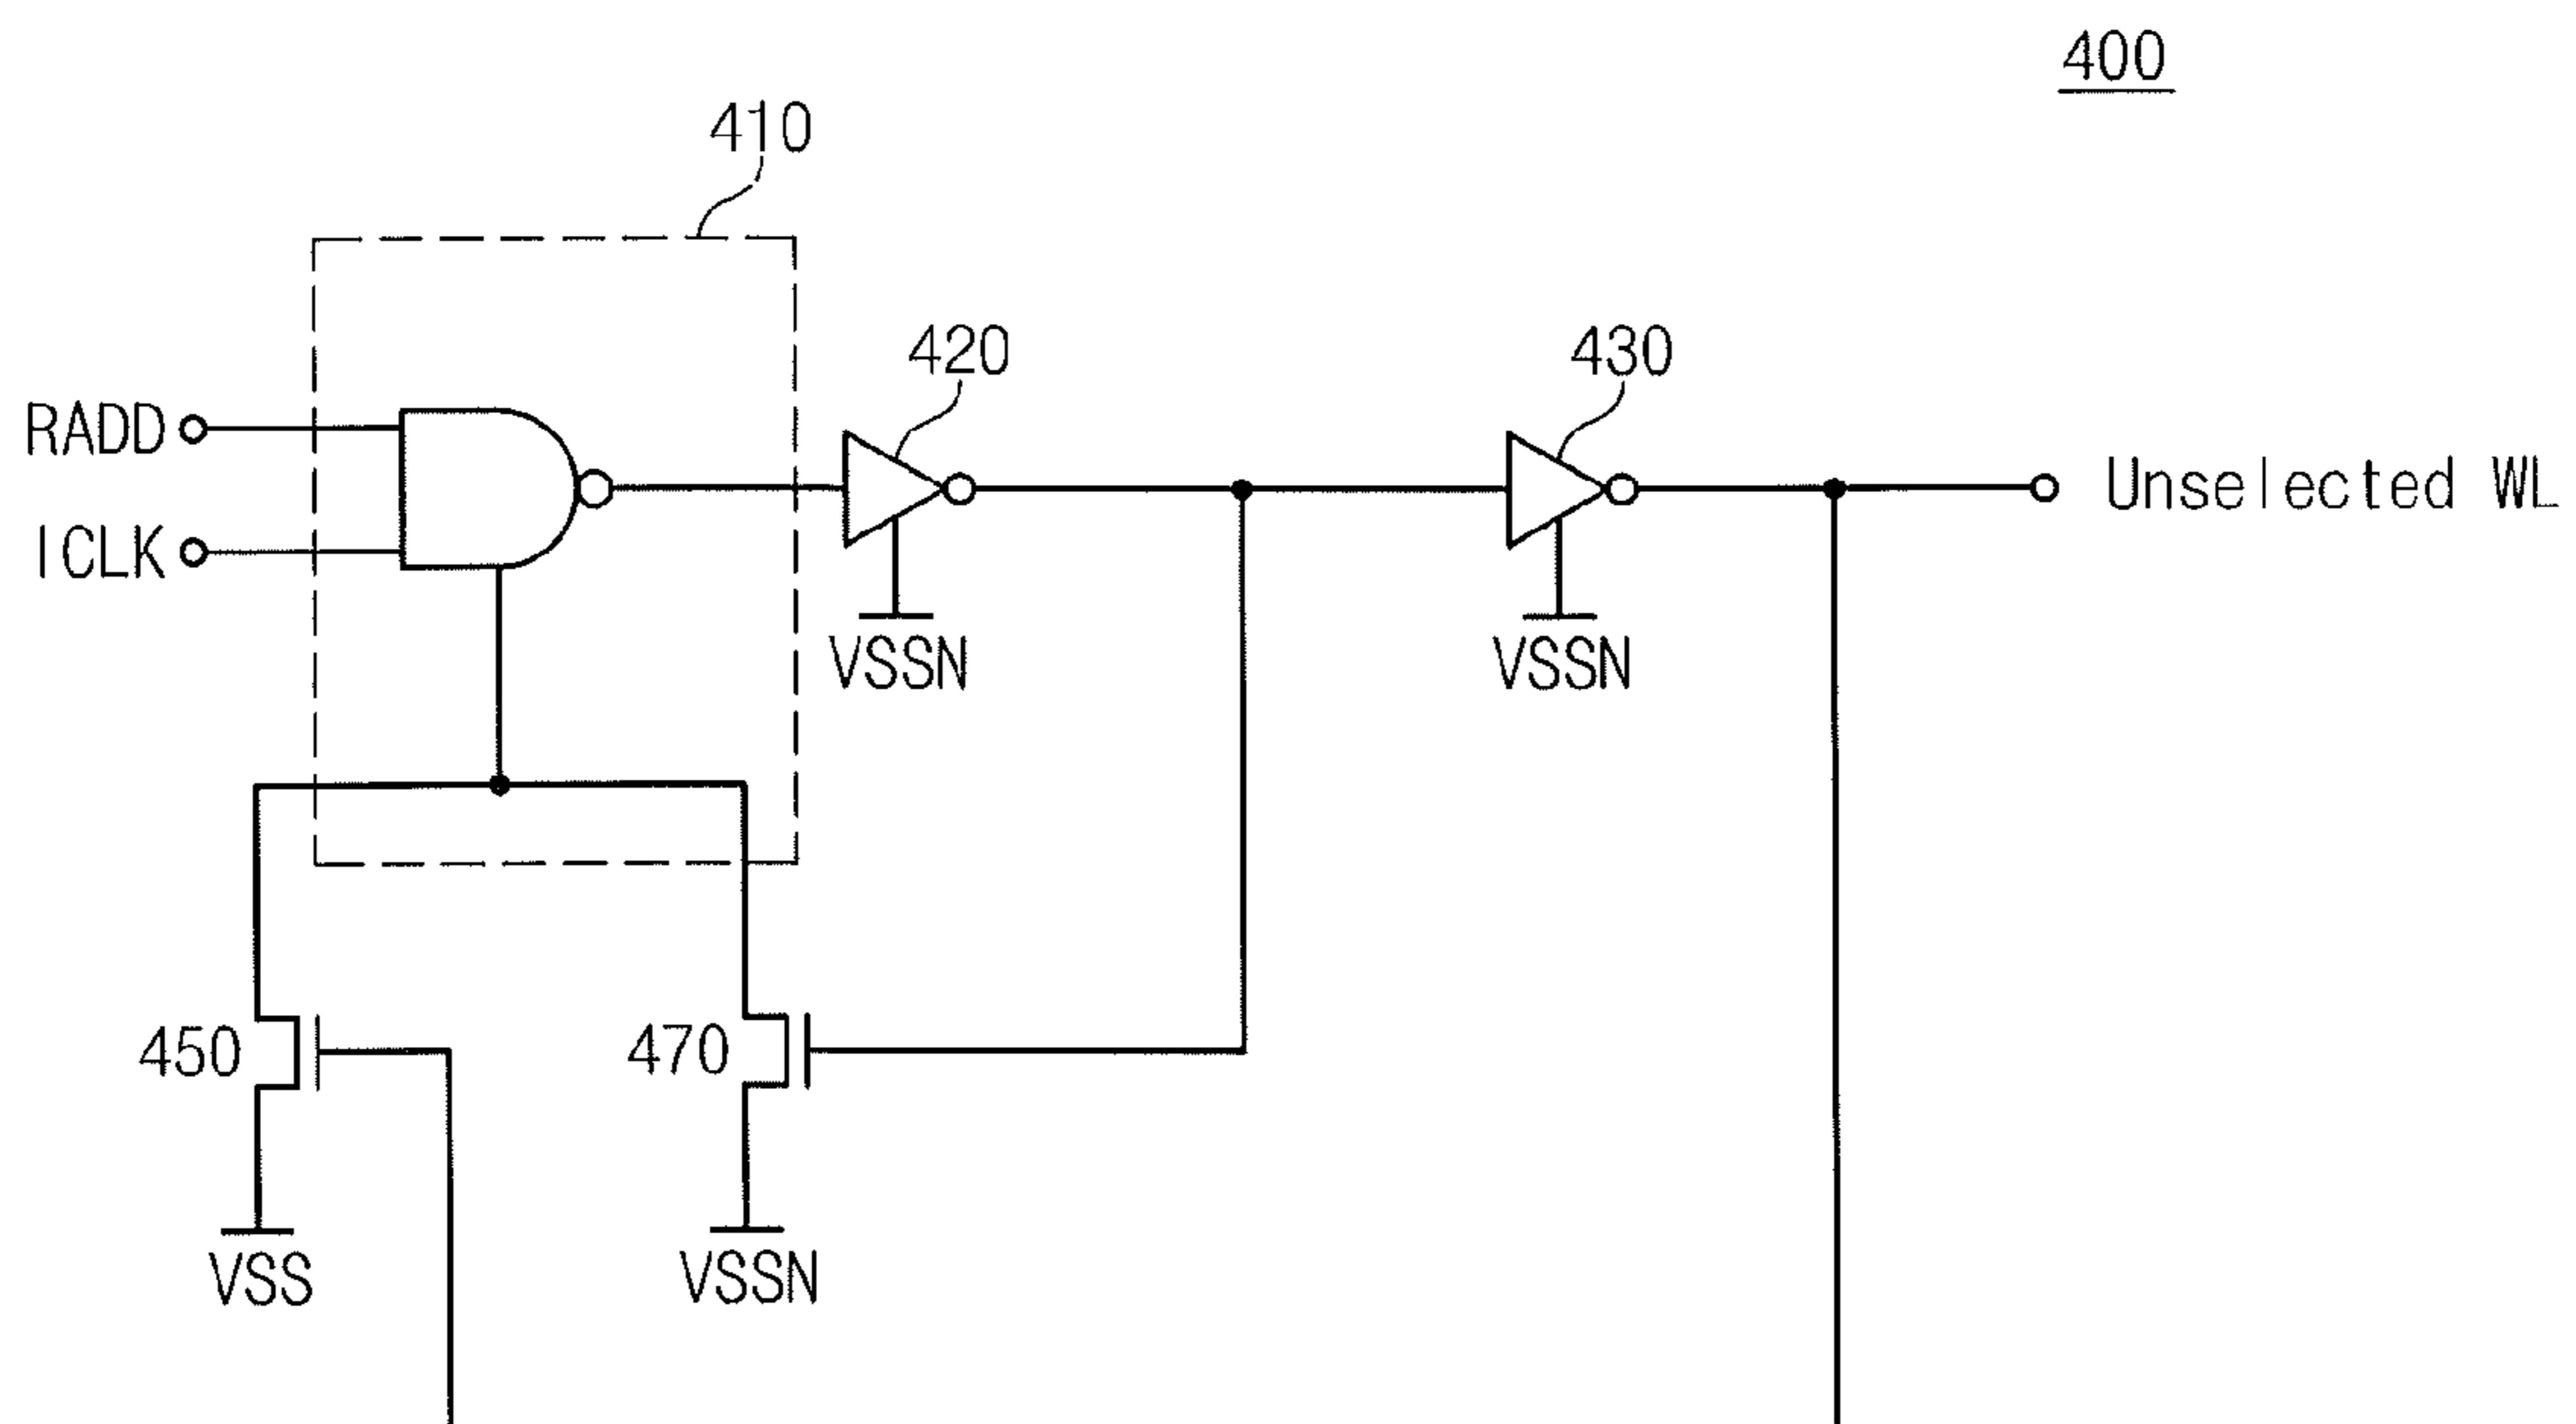 400
410
420
430
RADD
ICLK
Unselected WL
VSSN
VSSN
450
470
VSS
VSSN